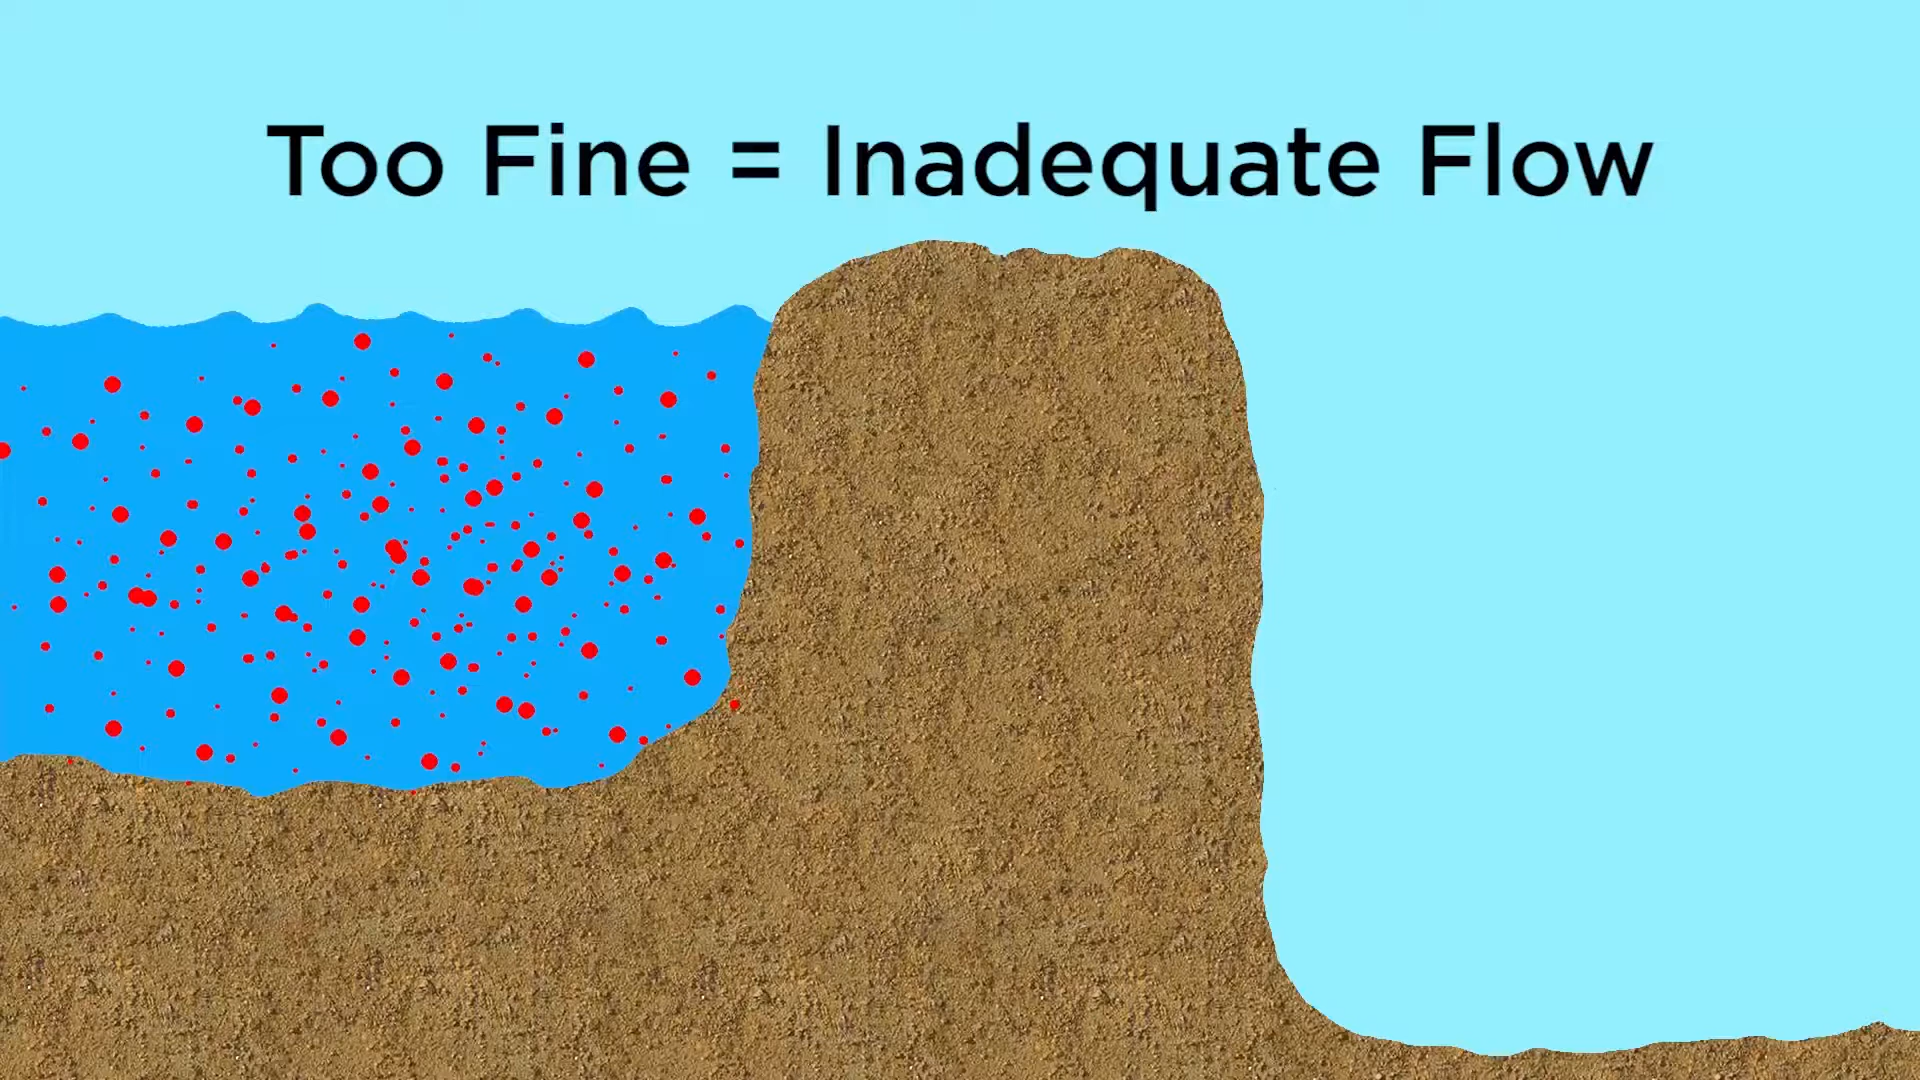 Too Fine = Inadequate Flow